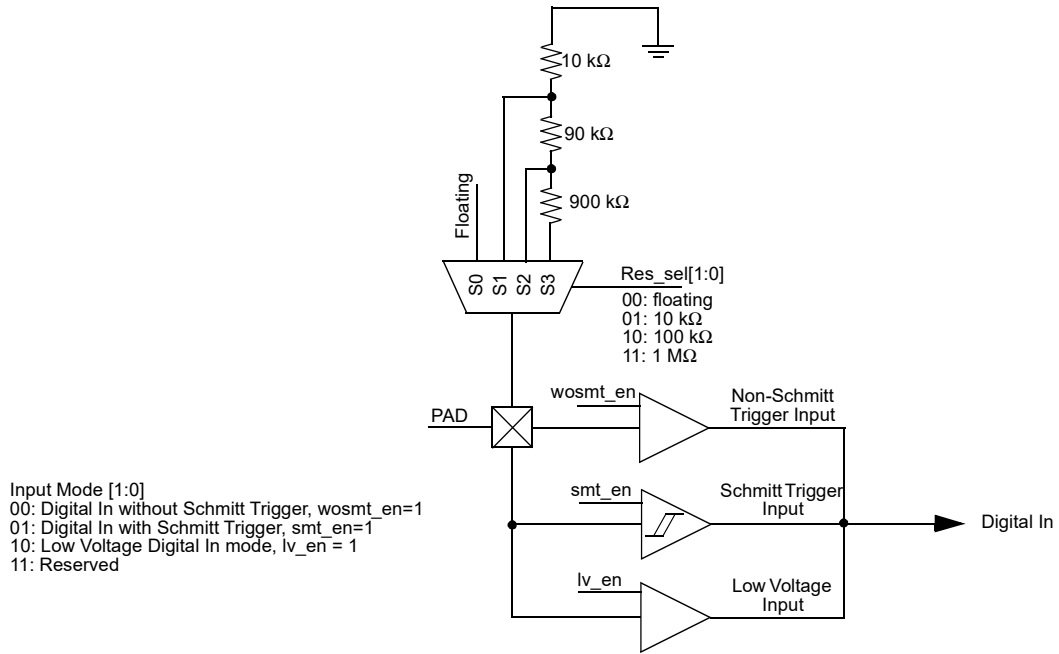 10 kΩ
90 kΩ
900 kΩ
Floating
S0
S1
S2
S3
Res_sel[1:0]
00: floating
01: 10 kΩ
10: 100 kΩ
11: 1 MΩ
PAD
wosmt_en
Non-Schmitt
Trigger Input
smt_en
Schmitt Trigger
Input
lv_en
Low Voltage
Input
Digital In
Input Mode [1:0]
00: Digital In without Schmitt Trigger, wosmt_en=1
01: Digital In with Schmitt Trigger, smt_en=1
10: Low Voltage Digital In mode, lv_en = 1
11: Reserved